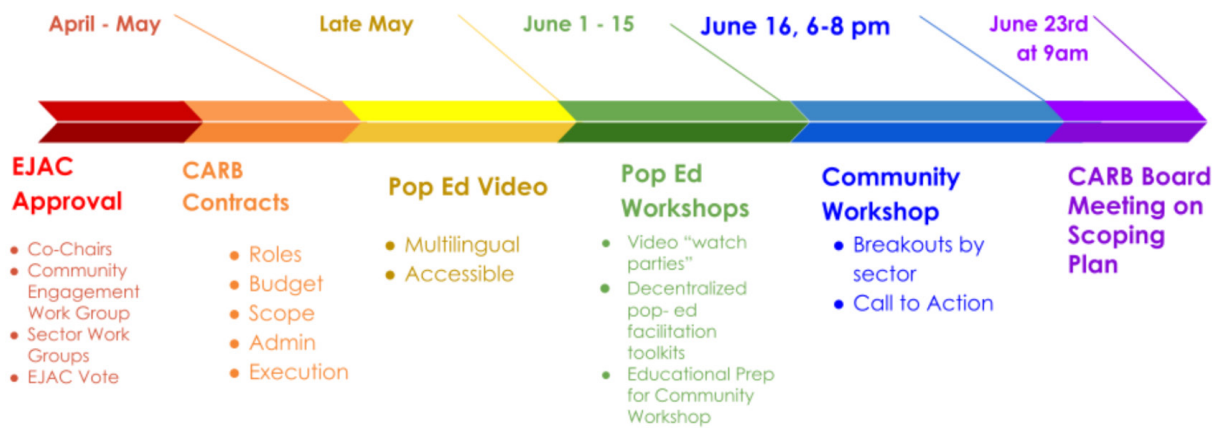 April - May
Late May
June 1 - 15
June 16, 6-8 pm
June 23rd
at 9am
EJAC
Approval
● Co-Chairs
● Community
Engagement
Work Group
● Sector Work
Groups
● EJAC Vote
CARB
Contracts
● Roles
● Budget
● Scope
● Admin
● Execution
Pop Ed Video
● Multilingual
● Accessible
Pop Ed
Workshops
● Video “watch
parties”
● Decentralized
pop- ed
facilitation
toolkits
● Educational Prep
for Community
Workshop
Community
Workshop
● Breakouts by
sector
● Call to Action
CARB Board
Meeting on
Scoping
Plan